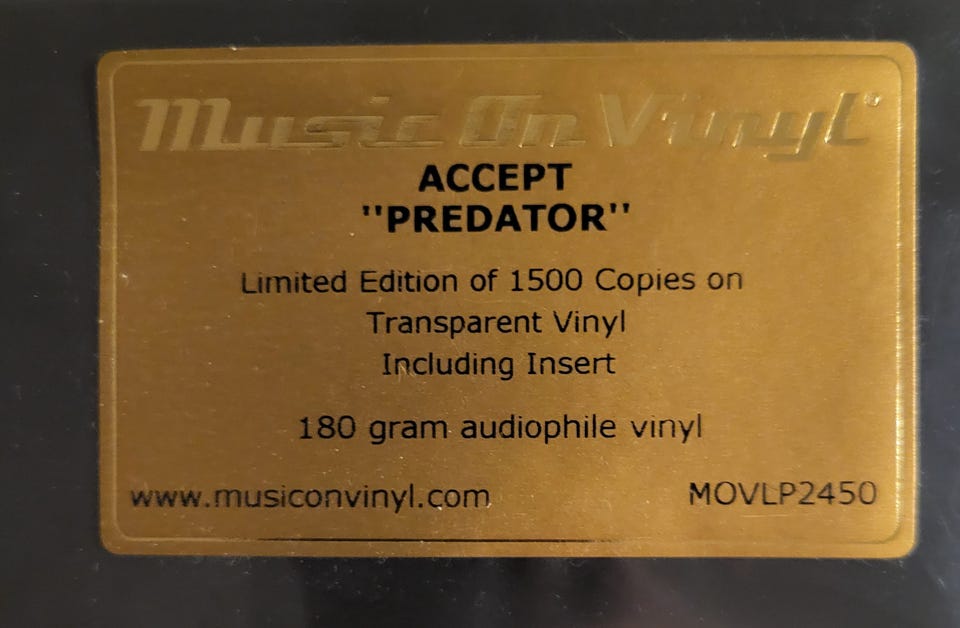 Music On Vinyl®
ACCEPT
"PREDATOR"
Limited Edition of 1500 Copies on
Transparent Vinyl
Including Insert
180 gram audiophile vinyl
www.musiconvinyl.com MOVLP2450